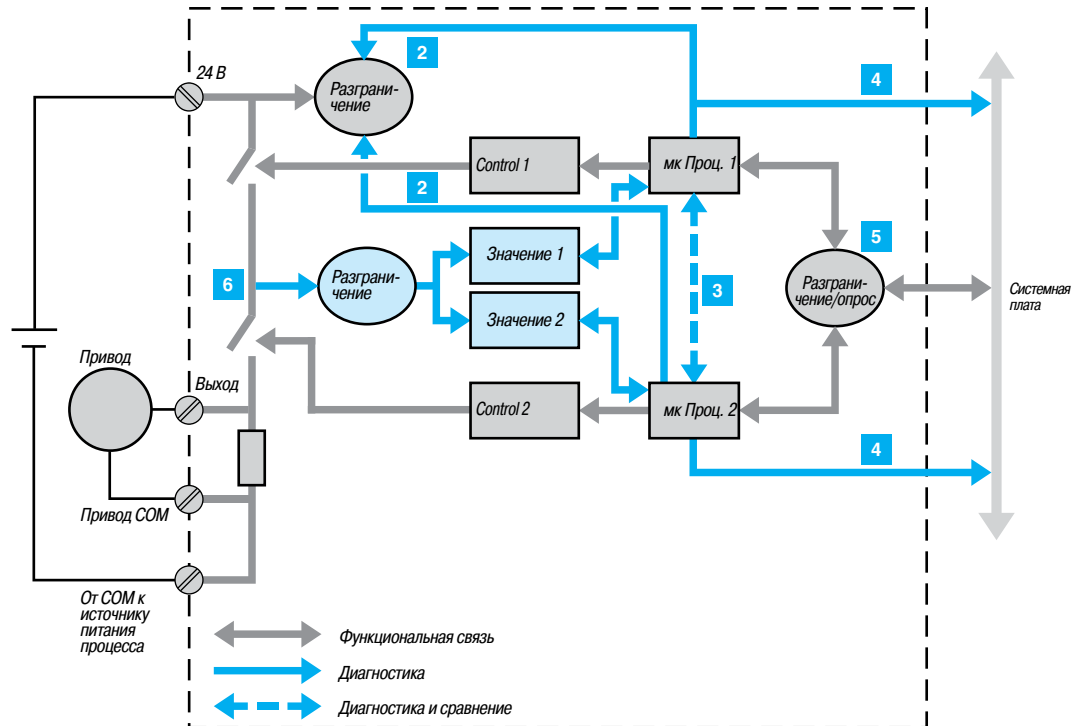 2
24 В
4
Разграни-
чение
Control 1
мк Проц. 1
2
5
Значение 1
6
Разграни-
чение
3
Разграни-
чение/опрос
Системная
плата
Значение 2
Привод
Выход
Control 2
мк Проц. 2
4
Привод COM
От COM к
источнику
питания
процесса
Функциональная связь
Диагностика
Диагностика и сравнение